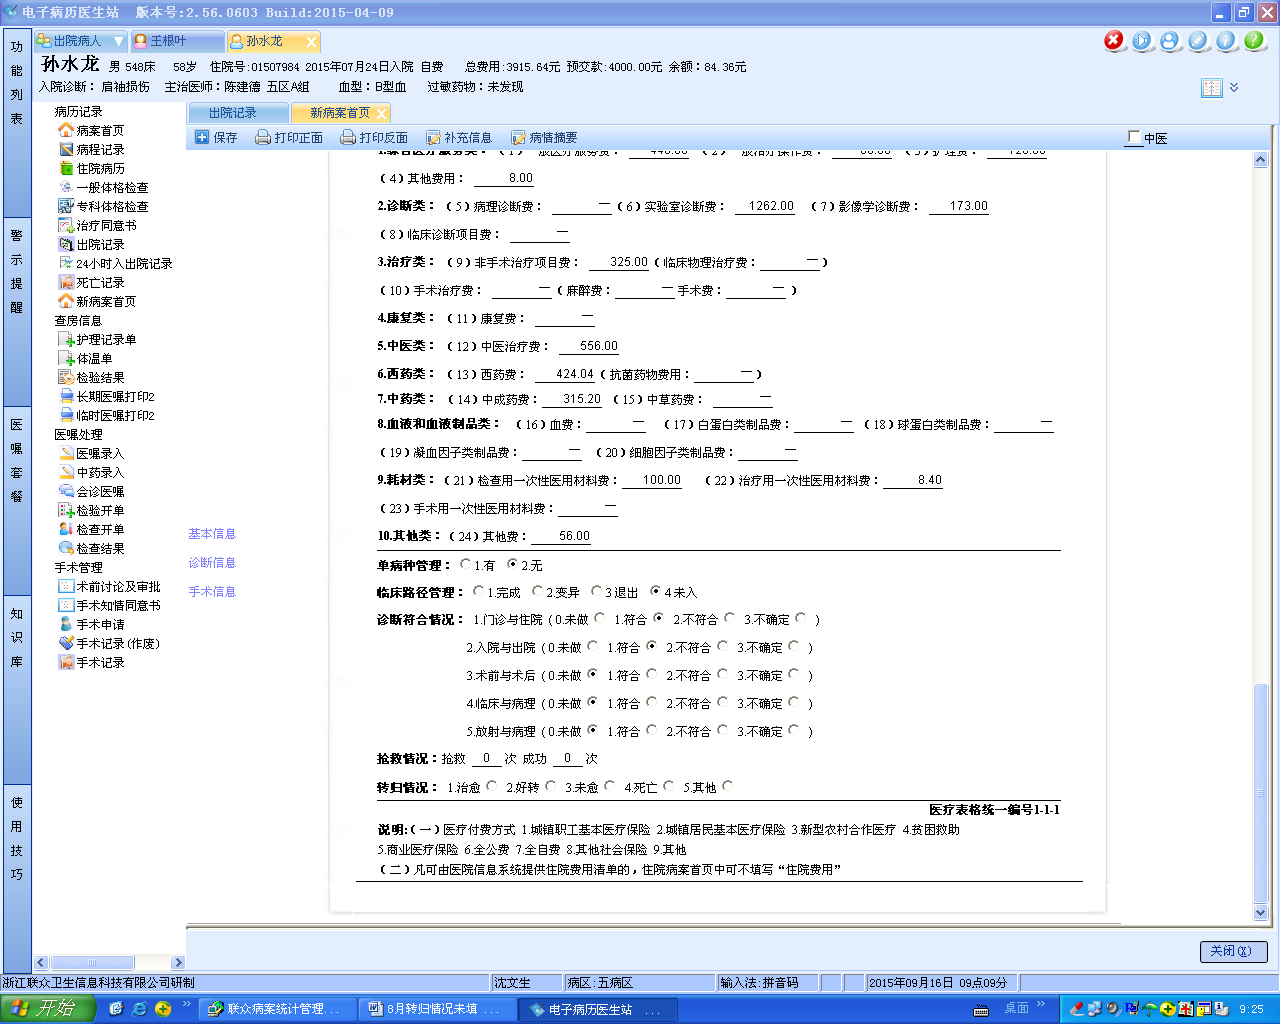 电子病历医生站 版本号:2.56.0603 Build:2015-04-09
功能列表
警示提醒
医嘱套餐
知识库
使用技巧
出院病人
王根叶
孙水龙
孙水龙 男 548床 58岁 住院号:01507984 2015年07月24日入院 自费 总费用:3915.64元 预交款:4000.00元 余额: 84.36元
入院诊断: 肩袖损伤 主治医师:陈建德 五区A组 血型: B型血 过敏药物:未发现
病历记录
病案首页
病程记录
住院病历
一般体格检查
专科体格检查
治疗同意书
出院记录
24小时入出院记录
死亡记录
新病案首页
查房信息
护理记录单
体温单
检验结果
长期医嘱打印2
临时医嘱打印2
医嘱处理
医嘱录入
中药录入
会诊医嘱
检验开单
检查开单
检查结果
手术管理
术前讨论及审批
手术知情同意书
手术申请
手术记录(作废)
手术记录
出院记录
新病案首页
保存
打印正面
打印反面
补充信息
病情摘要
中医
基本信息
诊断信息
手术信息
(4)其他费用: 8.00
2.诊断类: (5)病理诊断费: — (6)实验室诊断费: 1262.00 (7)影像学诊断费: 173.00
(8)临床诊断项目费: —
3.治疗类: (9)非手术治疗项目费: 325.00 (临床物理治疗费: — )
(10)手术治疗费: — (麻醉费: — 手术费: — )
4.康复类: (11)康复费: —
5.中医类: (12)中医治疗费: 556.00
6.西药类: (13)西药费: 424.04 (抗菌药物费用: — )
7.中药类: (14)中成药费: 315.20 (15)中草药费: —
8.血液和血液制品类: (16)血费: — (17)白蛋白类制品费: — (18)球蛋白类制品费: —
(19)凝血因子类制品费: — (20)细胞因子类制品费: —
9.耗材类: (21)检查用一次性医用材料费: 100.00 (22)治疗用一次性医用材料费: 8.40
(23)手术用一次性医用材料费: —
10.其他类: (24)其他费: 56.00
单病种管理: 1.有 2.无
临床路径管理: 1.完成 2.变异 3退出 4未入
诊断符合情况: 1.门诊与住院 (0.未做 1.符合 2.不符合 3.不确定 )
2.入院与出院 (0.未做 1.符合 2.不符合 3.不确定 )
3.术前与术后 (0.未做 1.符合 2.不符合 3.不确定 )
4.临床与病理 (0.未做 1.符合 2.不符合 3.不确定 )
5.放射与病理 (0.未做 1.符合 2.不符合 3.不确定 )
抢救情况:抢救 0 次 成功 0 次
转归情况: 1.治愈 2.好转 3.未愈 4.死亡 5.其他
医疗表格统一编号1-1-1
说明:(一)医疗付费方式 1.城镇职工基本医疗保险 2.城镇居民基本医疗保险 3.新型农村合作医疗 4.贫困救助
5.商业医疗保险 6.全公费 7.全自费 8.其他社会保险 9.其他
(二)凡可由医院信息系统提供住院费用清单的,住院病案首页中可不填写“住院费用”
关闭(X)
浙江联众卫生信息科技有限公司研制 沈文生 病区:五病区 输入法:拼音码 2015年09月16日 09点09分
开始 联众病案统计管理... 8月转归情况未填 ... 电子病历医生站 ... 桌面 9:25